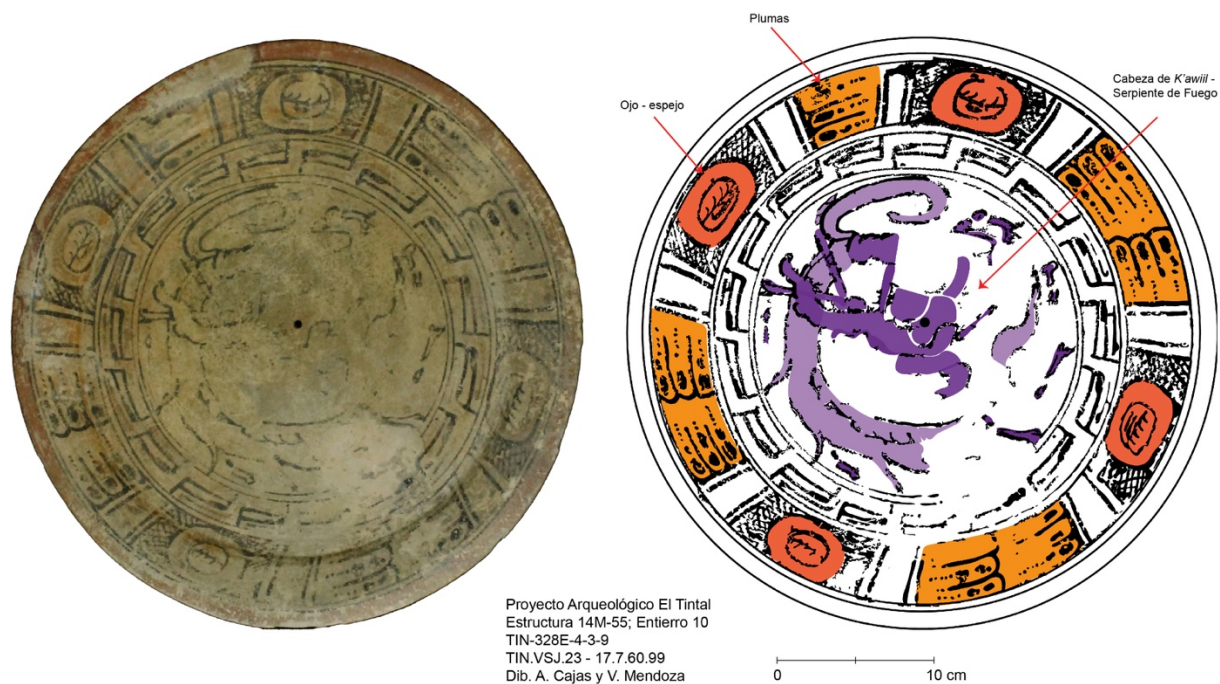 Plumas
Cabeza de K'awiil -
Serpiente de Fuego
Ojo - espejo
Proyecto Arqueológico El Tintal
Estructura 14M-55; Entierro 10
TIN-328E-4-3-9
TIN.VSJ.23 - 17.7.60.99
Dib. A. Cajas y V. Mendoza
0
10 cm